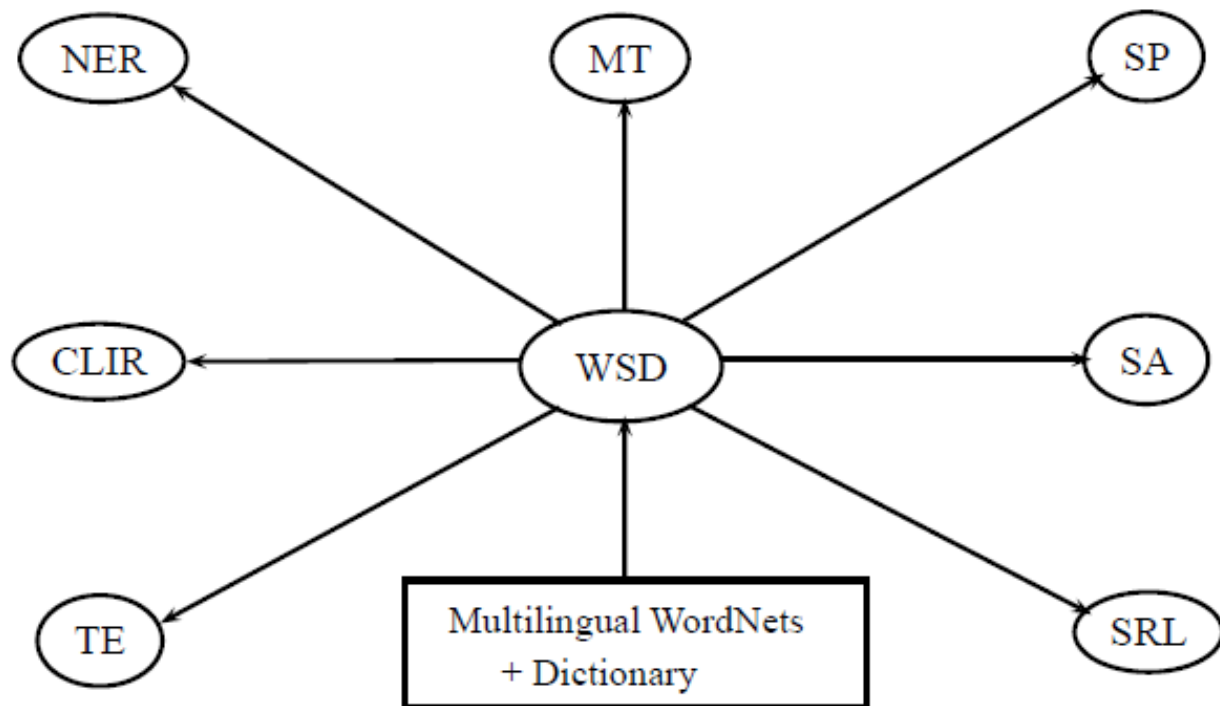 NER
MT
SP
CLIR
WSD
SA
TE
Multilingual WordNets
+ Dictionary
SRL